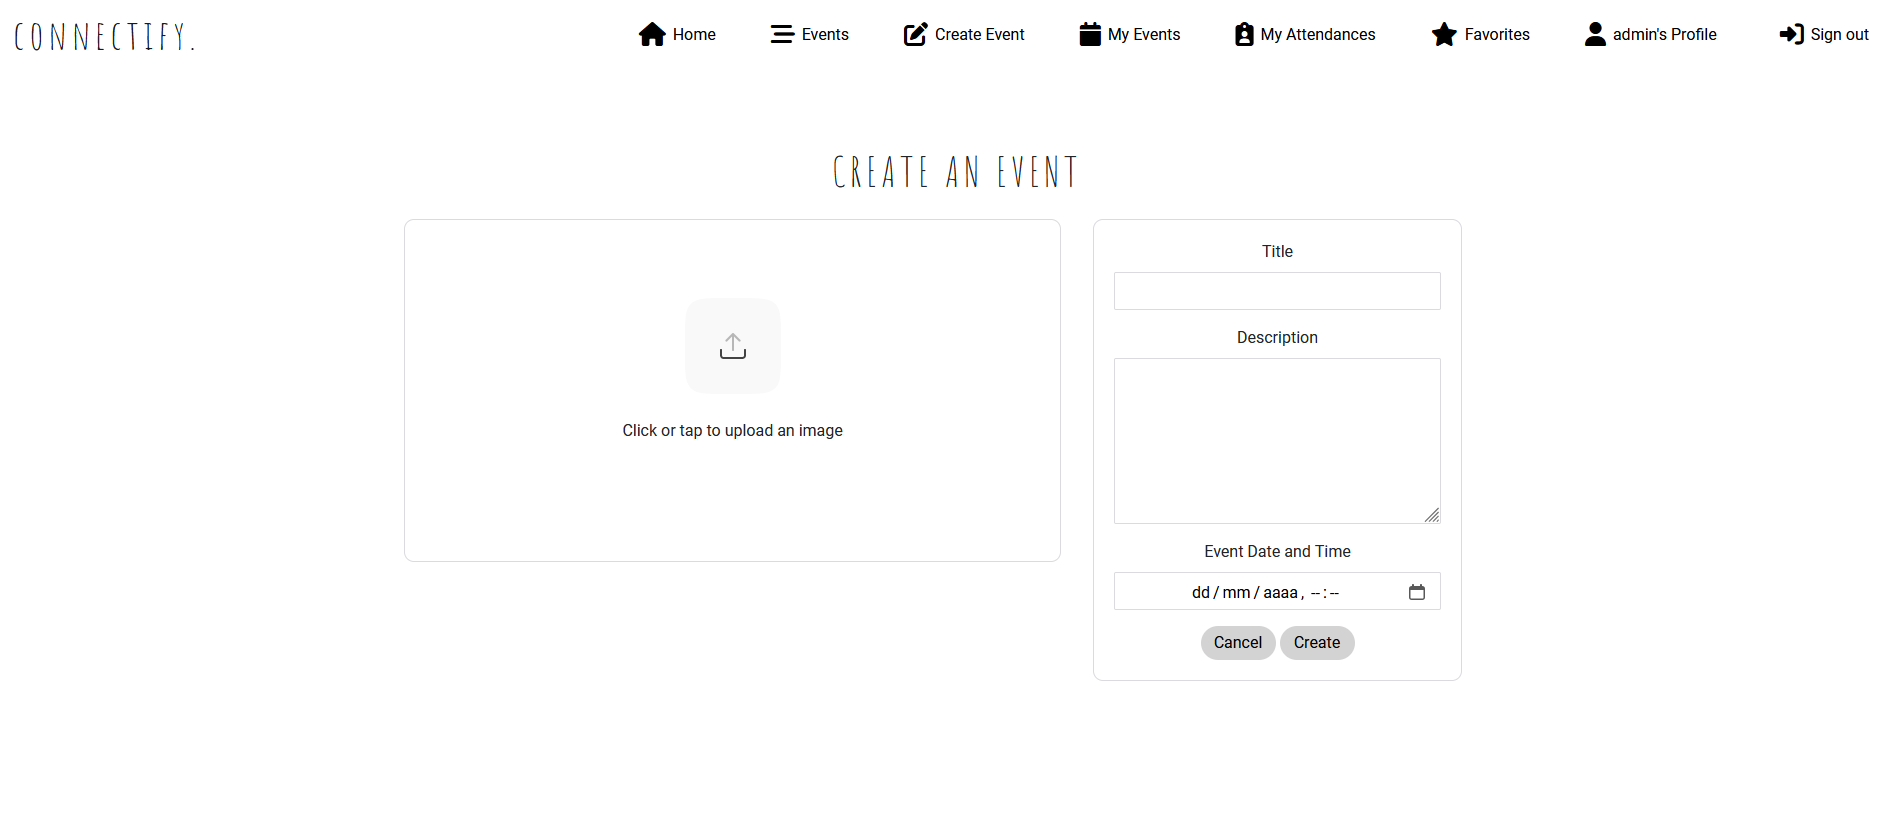 CONNECTIFY.
Home Events Create Event My Events My Attendances Favorites admin's Profile Sign out
CREATE AN EVENT
Click or tap to upload an image
Title
Description
Event Date and Time
dd/mm/aaaa, --:--
Cancel Create